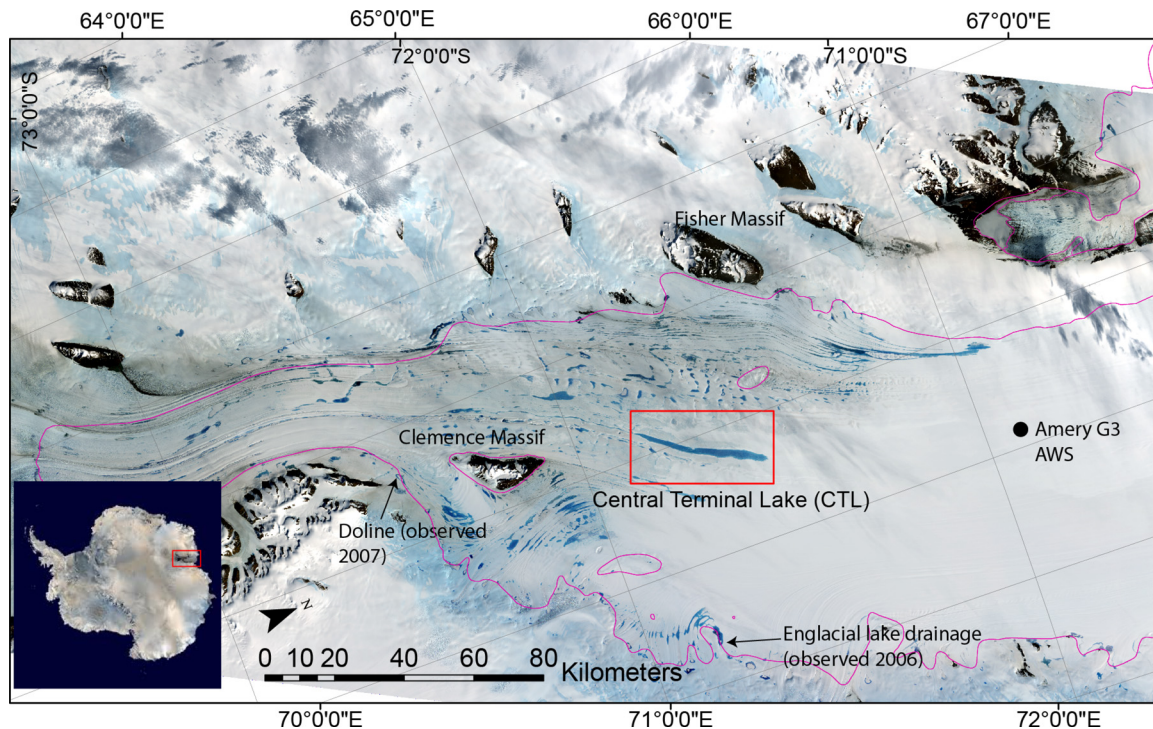 64°0'0"E
65°0'0"E
66°0'0"E
67°0'0"E
73°0'0"S
72°0'0"S
71°0'0"S
Fisher Massif
Clemence Massif
Amery G3
AWS
Central Terminal Lake (CTL)
Doline (observed
2007)
N
Englacial lake drainage
(observed 2006)
0 10 20 40 60 80
Kilometers
70°0'0"E
71°0'0"E
72°0'0"E